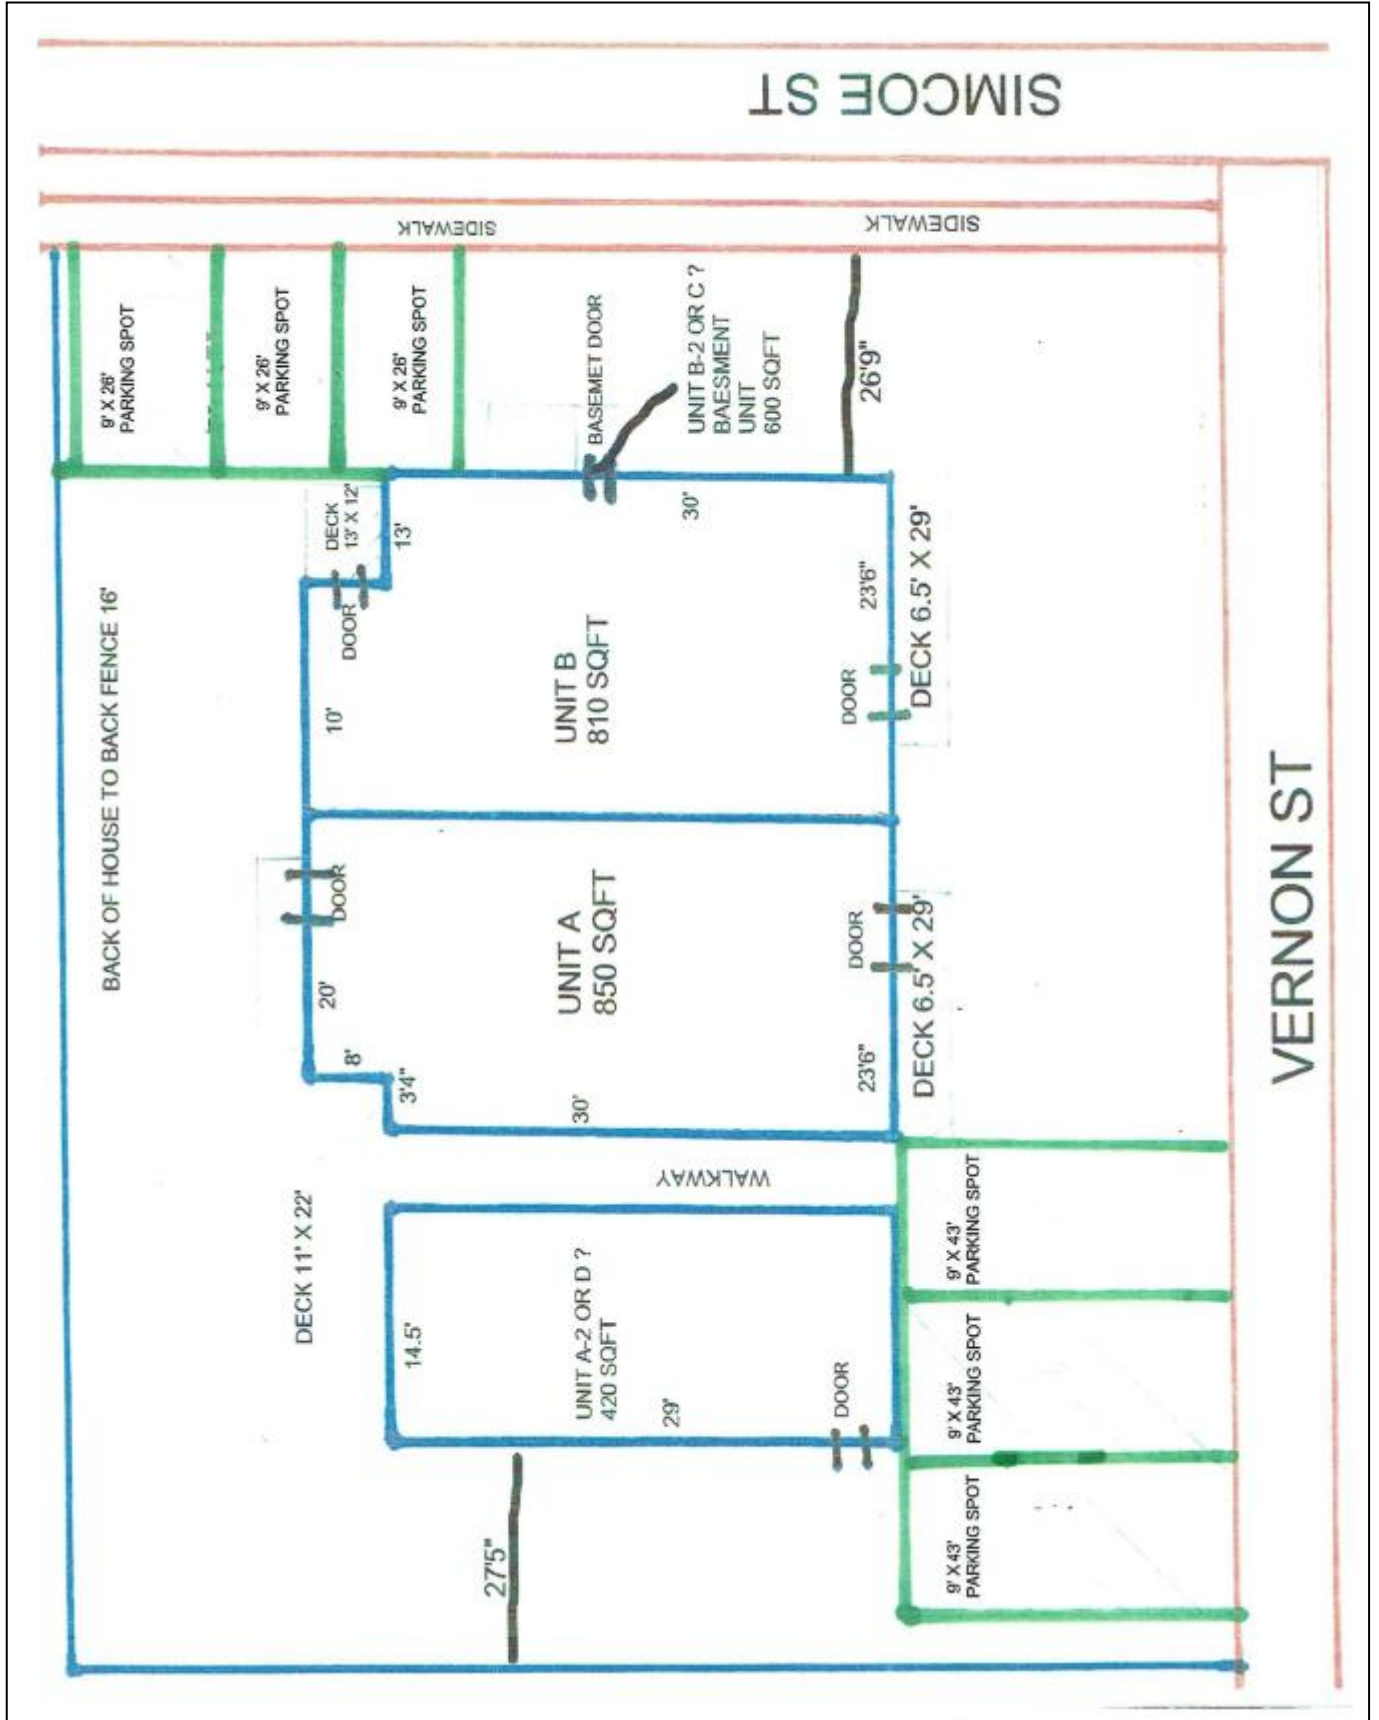 SIMCOE ST
SIDEWALK
SIDEWALK
9' X 26'
PARKING SPOT
9' X 26'
PARKING SPOT
9' X 26'
PARKING SPOT
BASEMET DOOR
UNIT B-2 OR C ?
BAESMENT
UNIT
600 SQFT
26'9"
BACK OF HOUSE TO BACK FENCE 16'
DECK
13' X 12'
13'
DOOR
10'
30'
UNIT B
810 SQFT
23'6"
DOOR
DECK 6.5' X 29'
DOOR
20'
8'
3'4"
UNIT A
850 SQFT
30'
DOOR
23'6"
DECK 6.5' X 29'
WALKWAY
DECK 11' X 22'
14.5'
UNIT A-2 OR D ?
420 SQFT
29'
DOOR
27'5"
9' X 43'
PARKING SPOT
9' X 43'
PARKING SPOT
9' X 43'
PARKING SPOT
VERNON ST